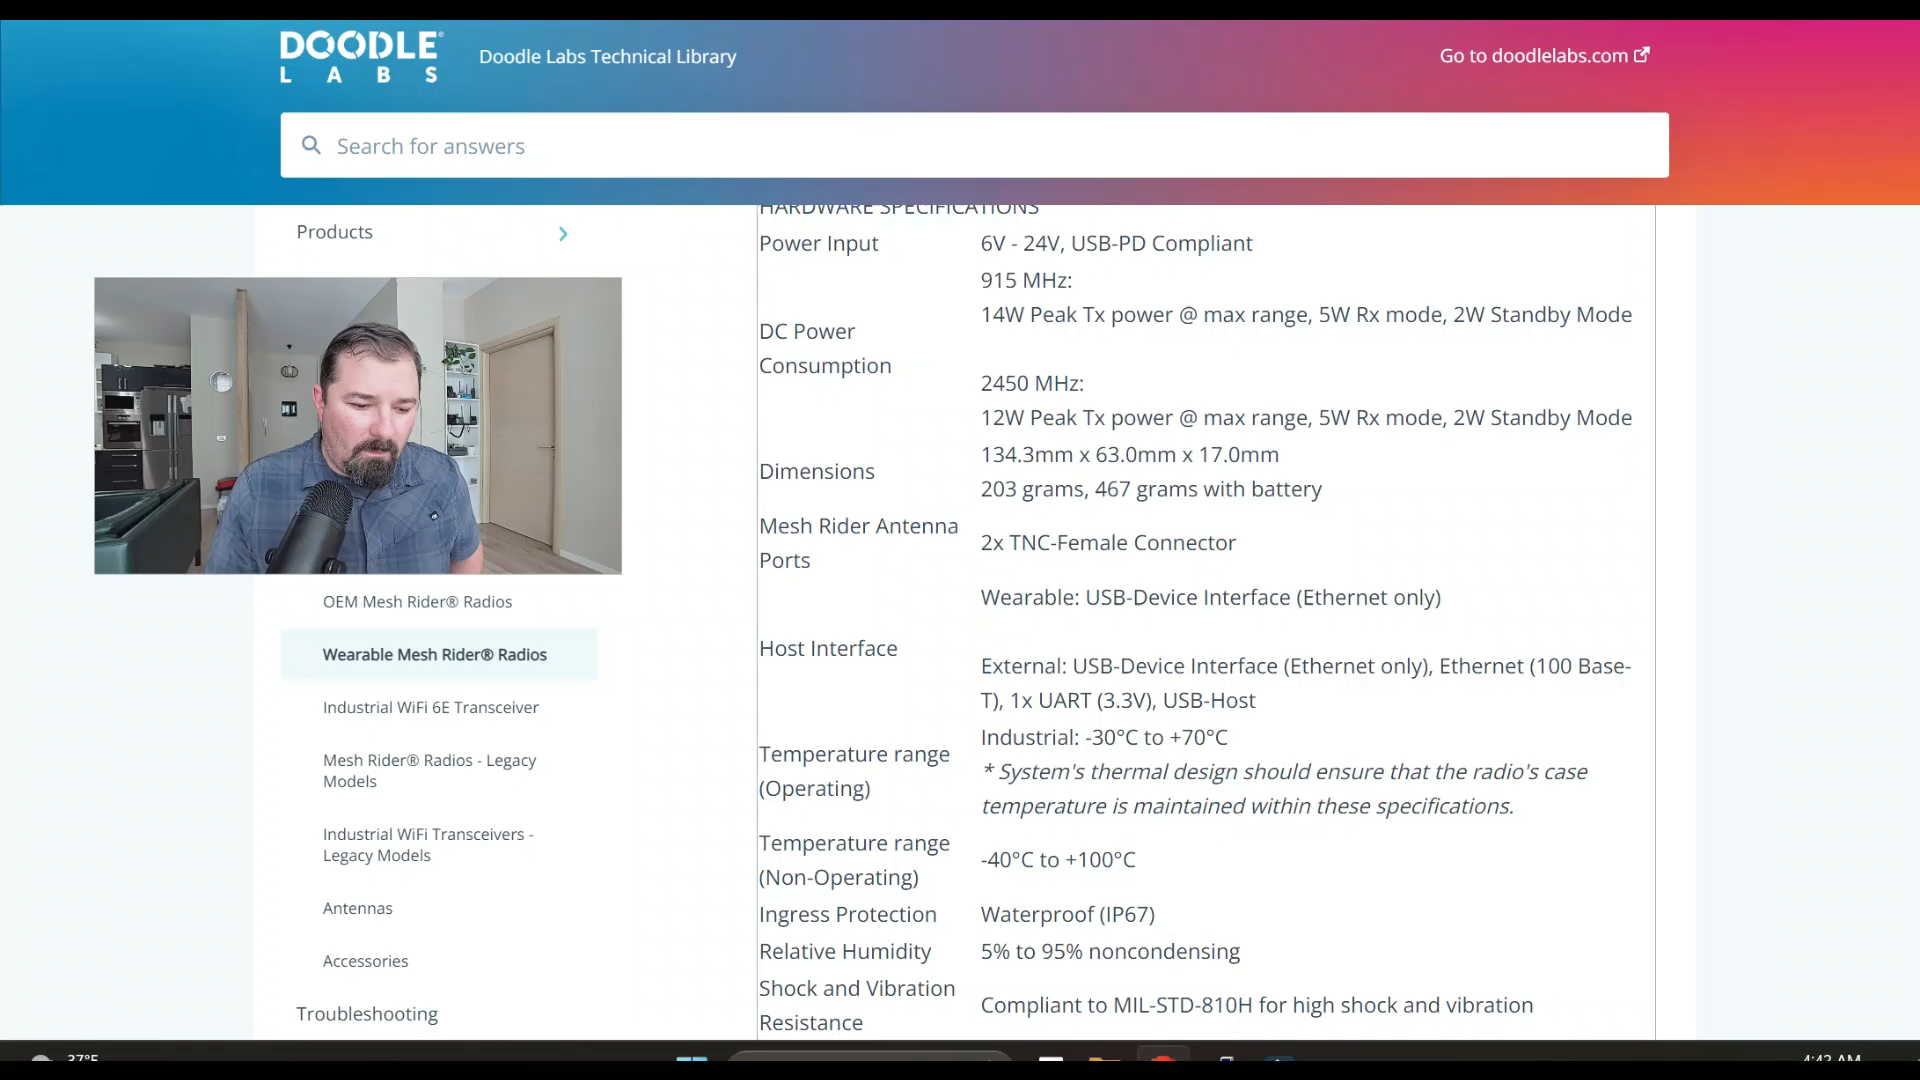 DOODLE
LABS
Doodle Labs Technical Library
Go to doodlelabs.com
Search for answers
Products
OEM Mesh Rider® Radios
Wearable Mesh Rider® Radios
Industrial WiFi 6E Transceiver
Mesh Rider® Radios - Legacy
Models
Industrial WiFi Transceivers -
Legacy Models
Antennas
Accessories
Troubleshooting
HARDWARE SPECIFICATIONS
Power Input
6V - 24V, USB-PD Compliant
DC Power
Consumption
915 MHz:
14W Peak Tx power @ max range, 5W Rx mode, 2W Standby Mode
2450 MHz:
12W Peak Tx power @ max range, 5W Rx mode, 2W Standby Mode
Dimensions
134.3mm x 63.0mm x 17.0mm
203 grams, 467 grams with battery
Mesh Rider Antenna
Ports
2x TNC-Female Connector
Host Interface
Wearable: USB-Device Interface (Ethernet only)
External: USB-Device Interface (Ethernet only), Ethernet (100 Base-
T), 1x UART (3.3V), USB-Host
Temperature range
(Operating)
Industrial: -30°C to +70°C
* System's thermal design should ensure that the radio's case
temperature is maintained within these specifications.
Temperature range
(Non-Operating)
-40°C to +100°C
Ingress Protection
Waterproof (IP67)
Relative Humidity
5% to 95% noncondensing
Shock and Vibration
Resistance
Compliant to MIL-STD-810H for high shock and vibration
37°F
4:42 AM